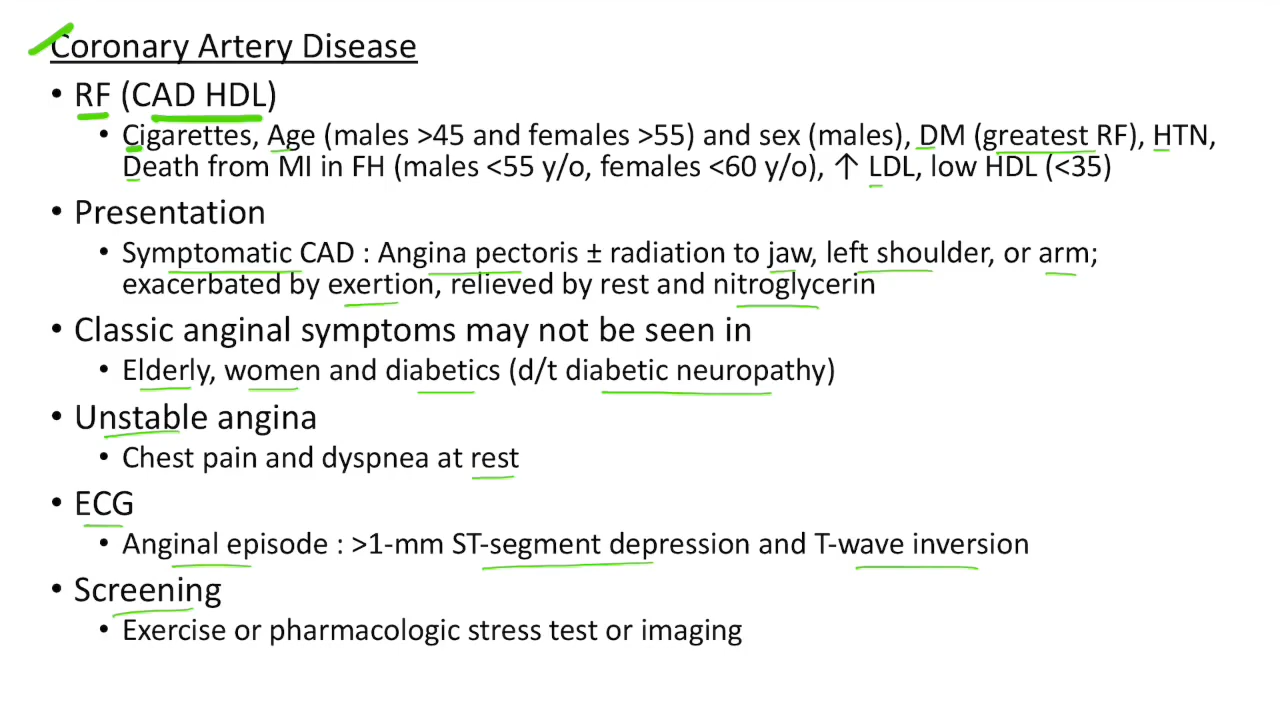 Coronary Artery Disease
• RF (CAD HDL)
• Cigarettes, Age (males >45 and females >55) and sex (males), DM (greatest RF), HTN,
Death from MI in FH (males <55 y/o, females <60 y/o), ↑ LDL, low HDL (<35)
• Presentation
• Symptomatic CAD : Angina pectoris ± radiation to jaw, left shoulder, or arm;
exacerbated by exertion, relieved by rest and nitroglycerin
• Classic anginal symptoms may not be seen in
• Elderly, women and diabetics (d/t diabetic neuropathy)
• Unstable angina
• Chest pain and dyspnea at rest
• ECG
• Anginal episode : >1-mm ST-segment depression and T-wave inversion
• Screening
• Exercise or pharmacologic stress test or imaging